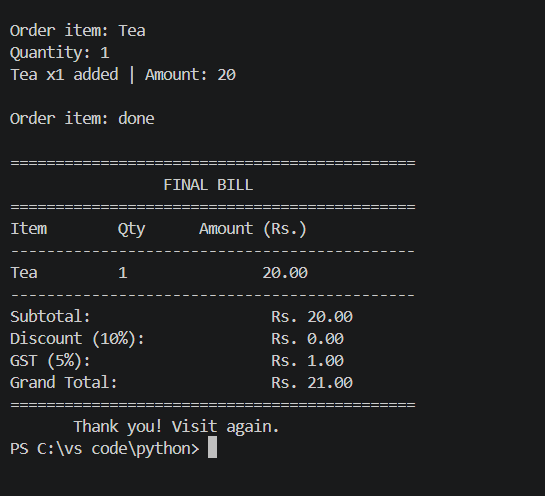 Order item: Tea
Quantity: 1
Tea x1 added | Amount: 20
Order item: done
=============================================
FINAL BILL
=============================================
Item        Qty      Amount (Rs.)
---------------------------------------------
Tea         1               20.00
---------------------------------------------
Subtotal:                    Rs. 20.00
Discount (10%):              Rs. 0.00
GST (5%):                    Rs. 1.00
Grand Total:                 Rs. 21.00
=============================================
Thank you! Visit again.
PS C:\vs code\python>